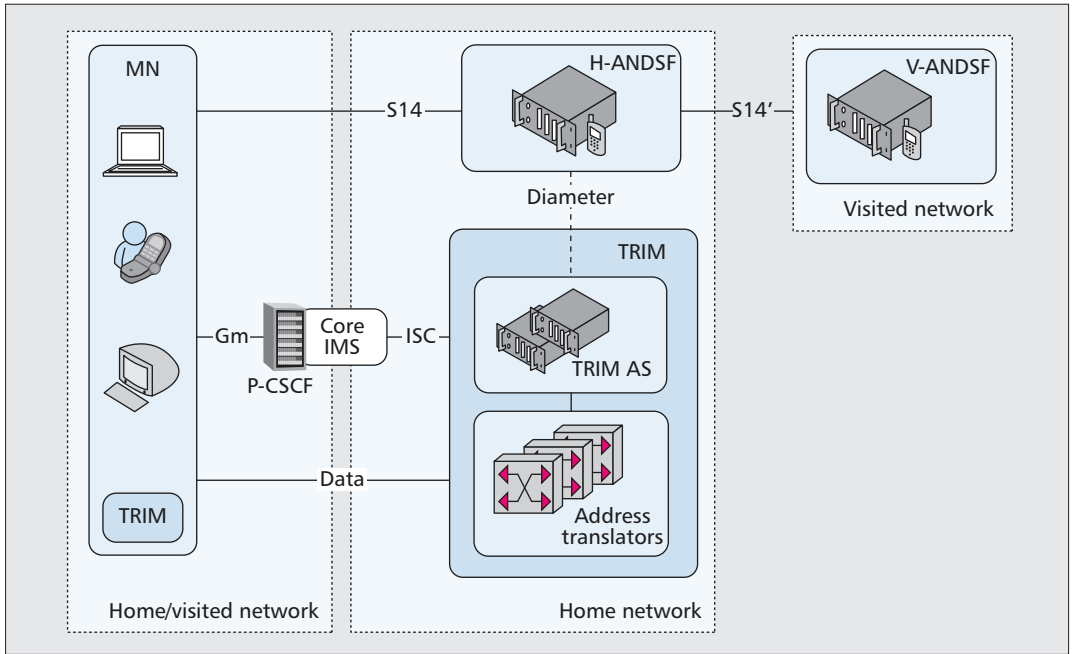 MN
H-ANDSF
V-ANDSF
S14
S14’
Diameter
Visited network
TRIM
Gm
Core
IMS
ISC
P-CSCF
TRIM AS
Data
TRIM
Address
translators
Home/visited network
Home network